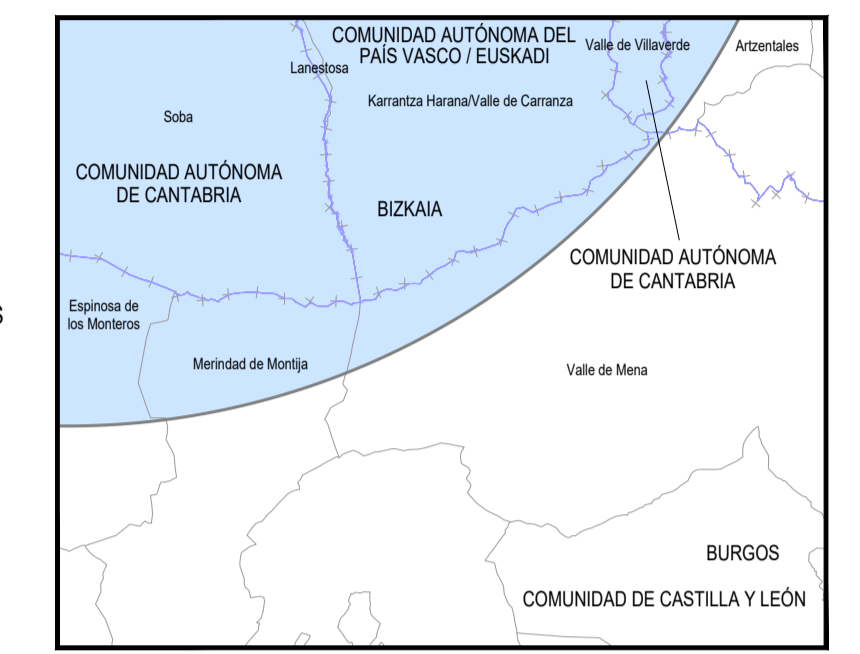 COMUNIDAD AUTÓNOMA DEL
PAÍS VASCO / EUSKADI
Valle de Villaverde
Artzentales
Lanestosa
Karrantza Harana/Valle de Carranza
Soba
COMUNIDAD AUTÓNOMA
DE CANTABRIA
BIZKAIA
COMUNIDAD AUTÓNOMA
DE CANTABRIA
Espinosa de
los Monteros
S
Merindad de Montija
Valle de Mena
BURGOS
COMUNIDAD DE CASTILLA Y LEÓN